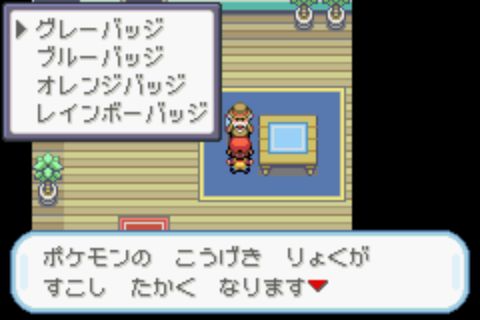 グレーバッジ
ブルーバッジ
オレンジバッジ
レインボーバッジ
ポケモンの　こうげき　りょくが
すこし　たかく　なります